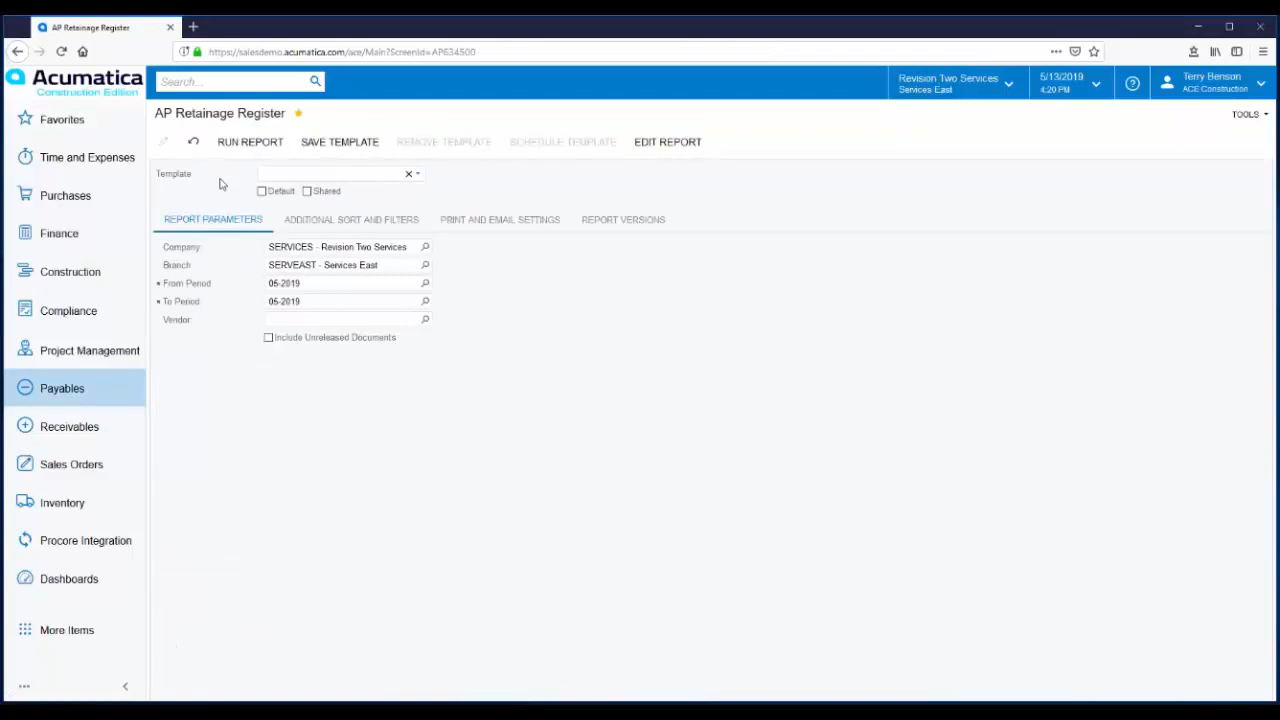 AP Retainage Register
https://salesdemo.acumatica.com/ace/Main?ScreenId=AP634500
Acumatica
Construction Edition
Search...
Revision Two Services
Services East
5/13/2019
4:20 PM
Terry Benson
ACE Construction
Favorites
Time and Expenses
Purchases
Finance
Construction
Compliance
Project Management
Payables
Receivables
Sales Orders
Inventory
Procore Integration
Dashboards
More Items
AP Retainage Register
TOOLS
RUN REPORT SAVE TEMPLATE REMOVE TEMPLATE SCHEDULE TEMPLATE EDIT REPORT
Template
Default Shared
REPORT PARAMETERS ADDITIONAL SORT AND FILTERS PRINT AND EMAIL SETTINGS REPORT VERSIONS
Company: SERVICES - Revision Two Services
Branch SERVEAST - Services East
From Period 05-2019
To Period 05-2019
Vendor:
Include Unreleased Documents